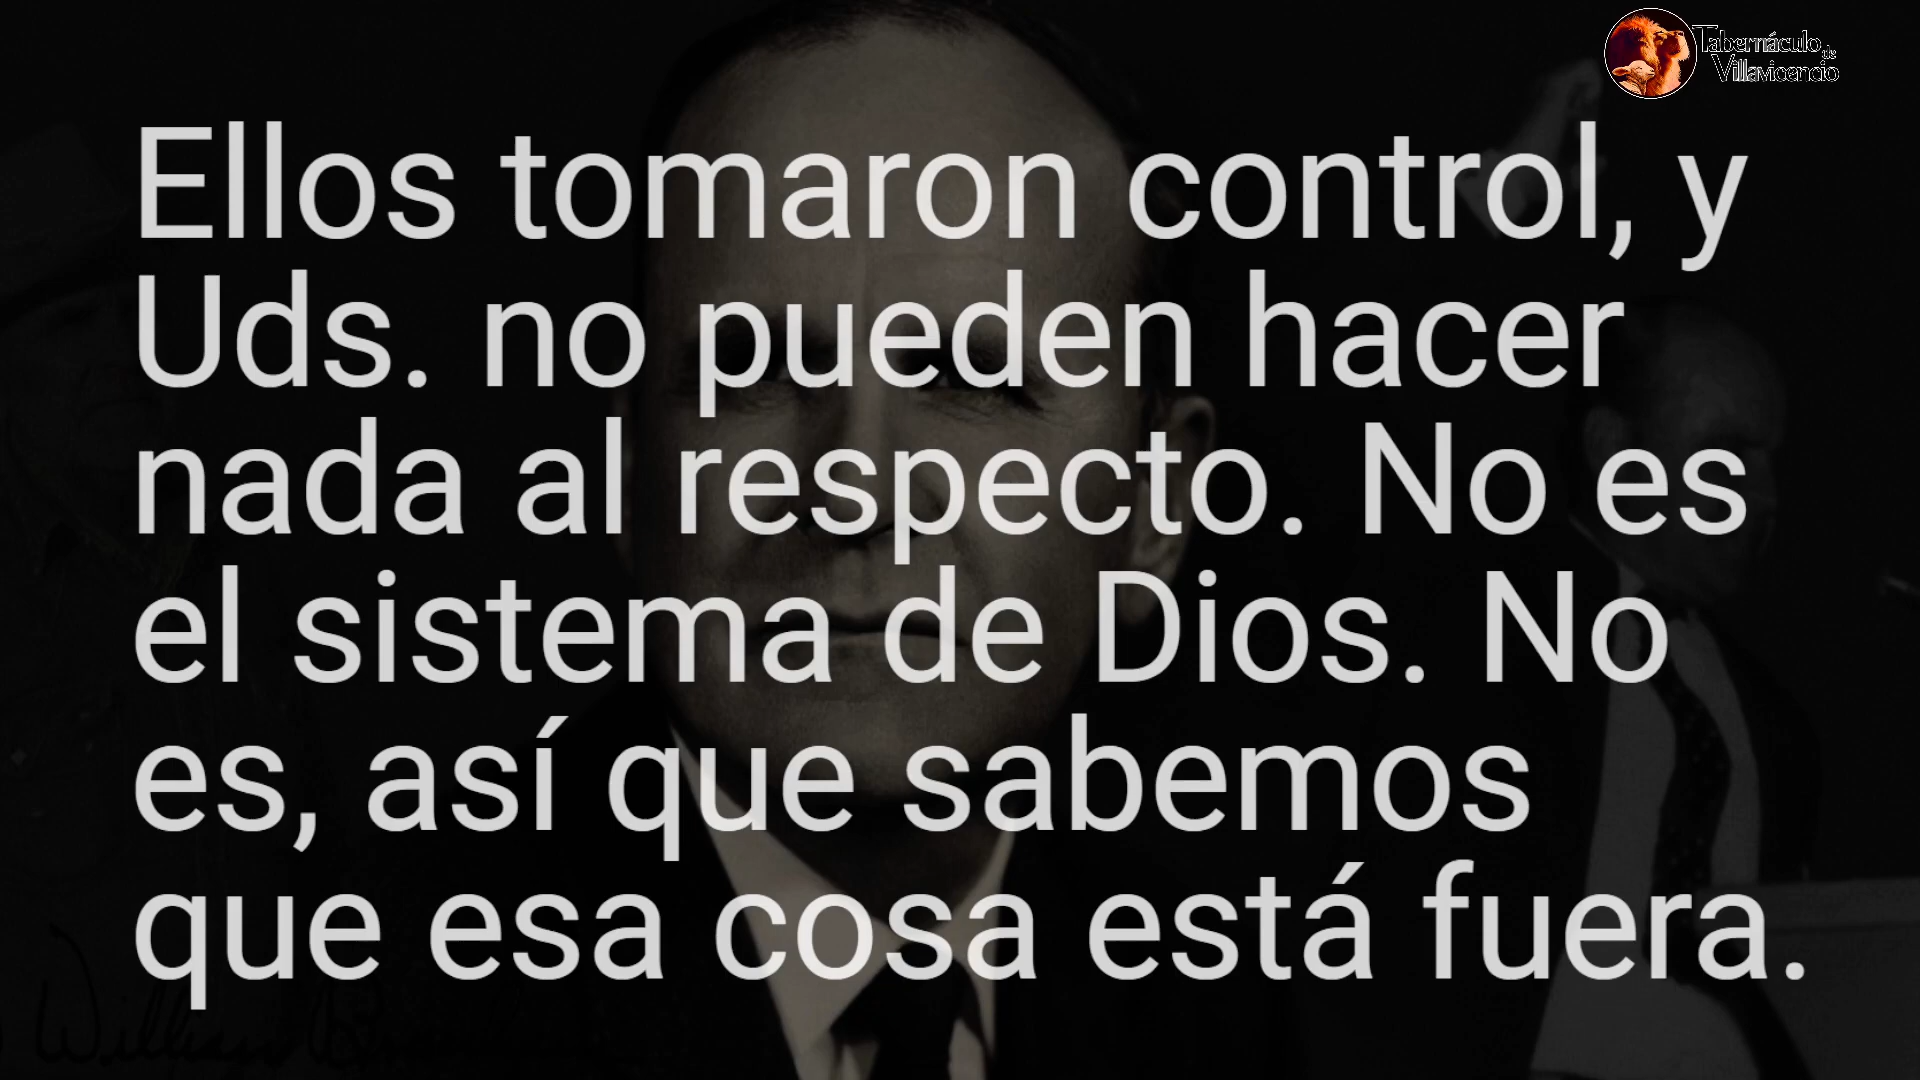 Tabernáculo
de
Villavicencio
Ellos tomaron control, y
Uds. no pueden hacer
nada al respecto. No es
el sistema de Dios. No
es, así que sabemos
que esa cosa está fuera.
William